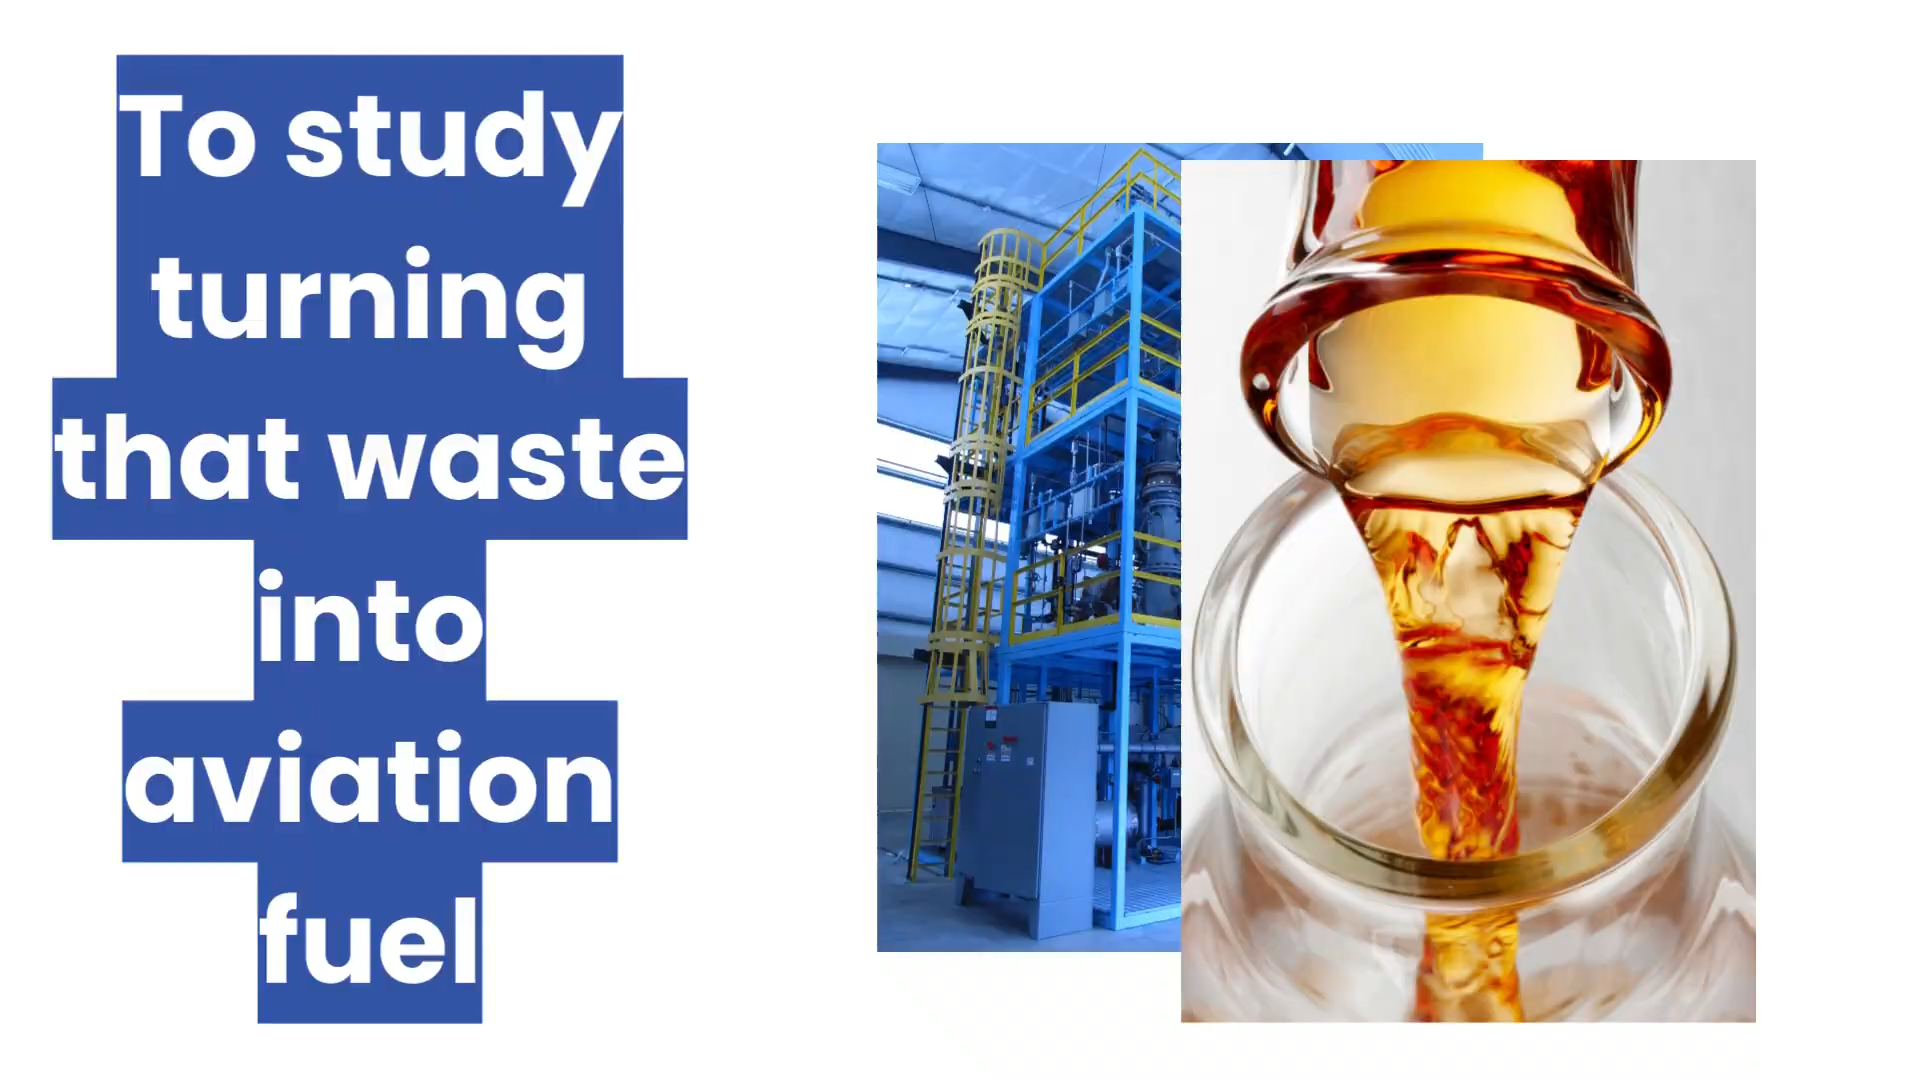 To study
turning
that waste
into
aviation
fuel